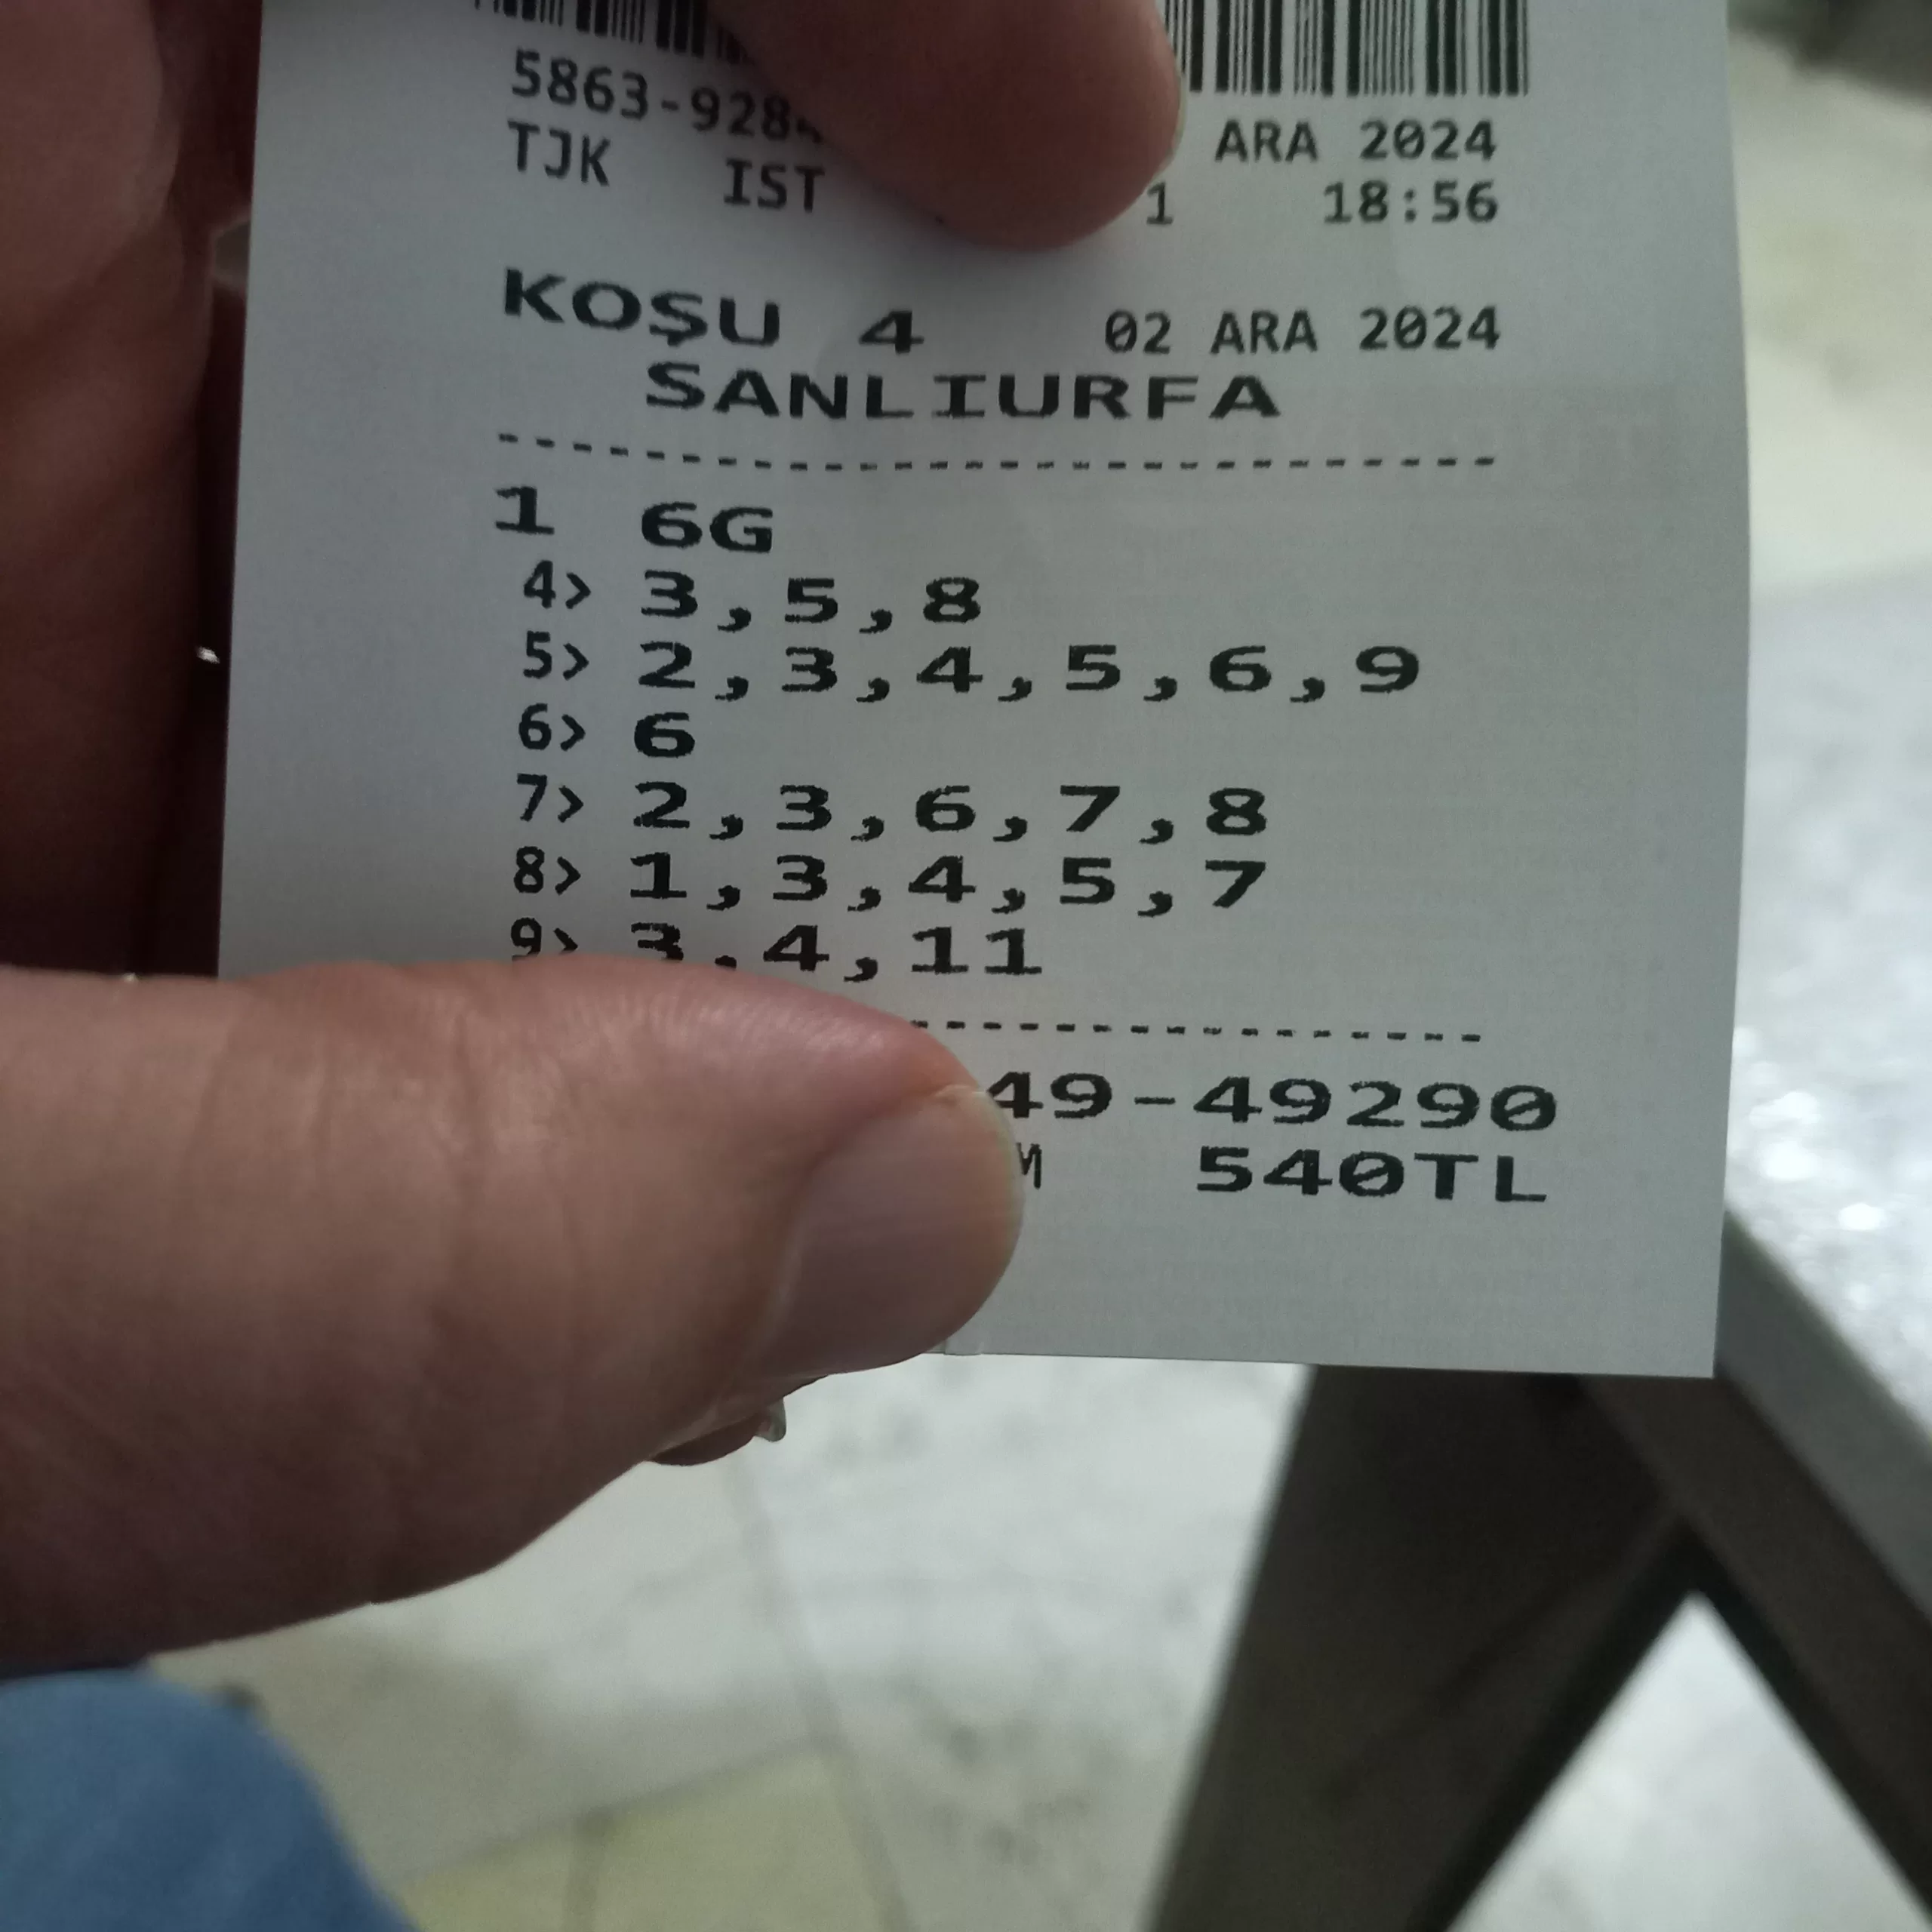 5863-9284
TJK IST ARA 2024
1 18:56
KOŞU 4 02 ARA 2024
ŞANLIURFA
1 6G
4> 3,5,8
5> 2,3,4,5,6,9
6> 6
7> 2,3,6,7,8
8> 1,3,4,5,7
9> 3,4,11
49-49290
540TL